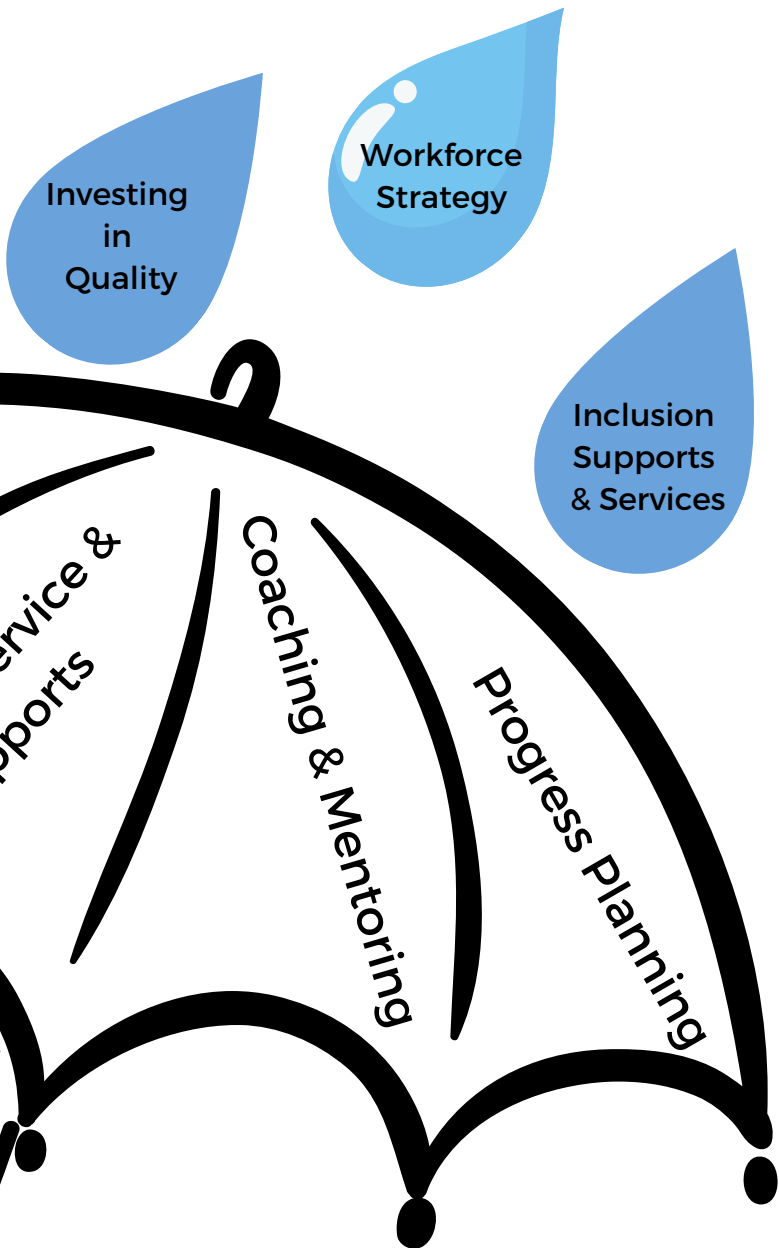 Workforce
Strategy
Investing
in
Quality
Inclusion
Supports
& Services
&
Coaching & Mentoring
Progress Planning